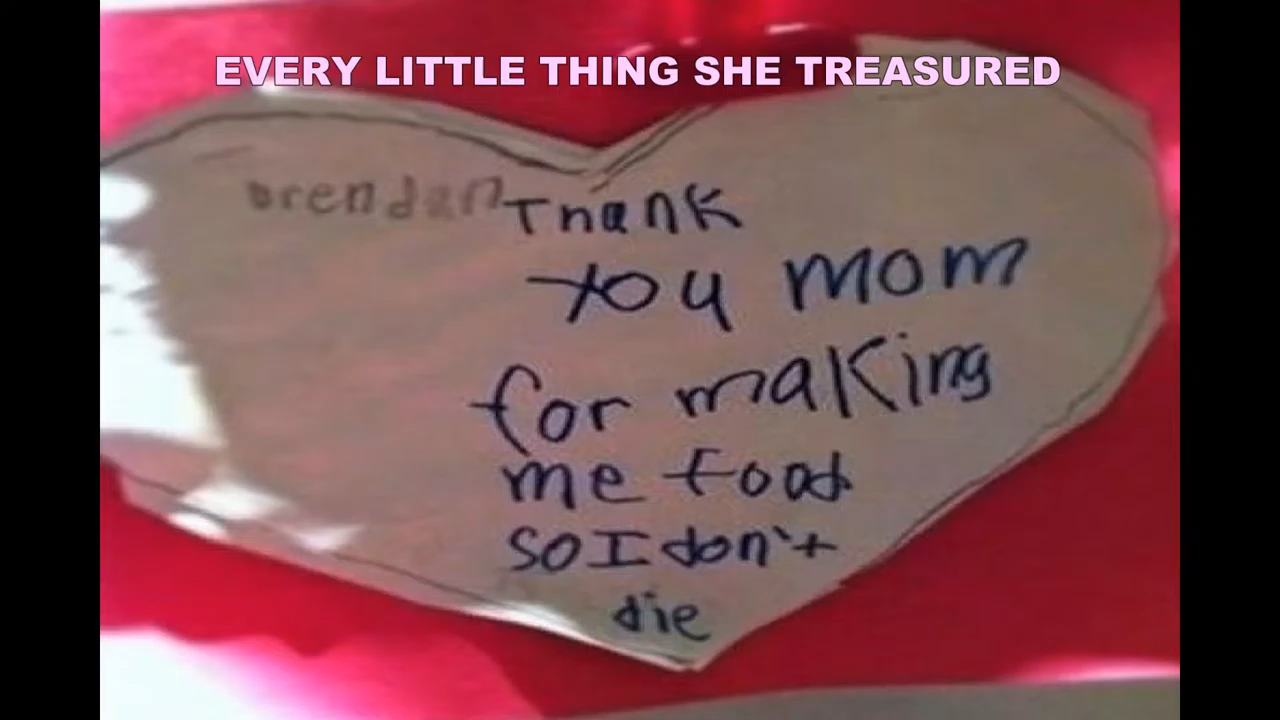 EVERY LITTLE THING SHE TREASURED
brendan
Thank
you mom
for making
me food
so I don't
die